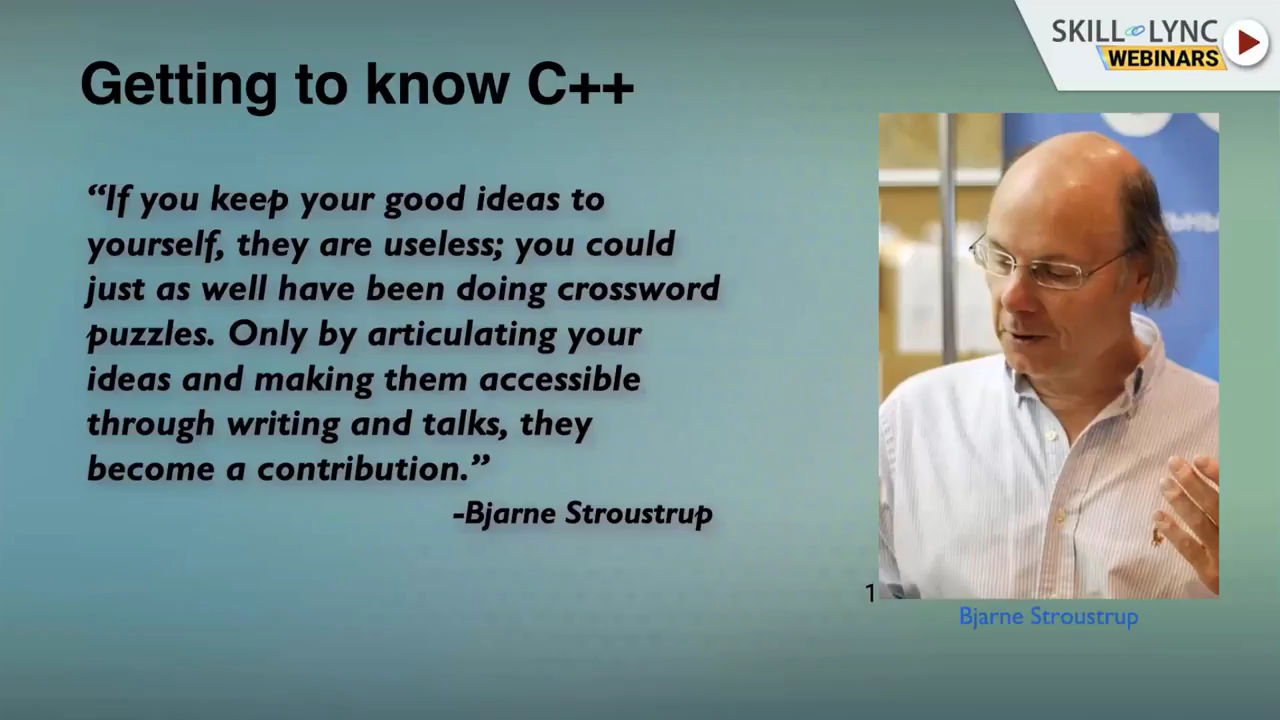 SKILL LYNC
WEBINARS
Getting to know C++
“If you keep your good ideas to
yourself, they are useless; you could
just as well have been doing crossword
puzzles. Only by articulating your
ideas and making them accessible
through writing and talks, they
become a contribution.”
-Bjarne Stroustrup
1
Bjarne Stroustrup